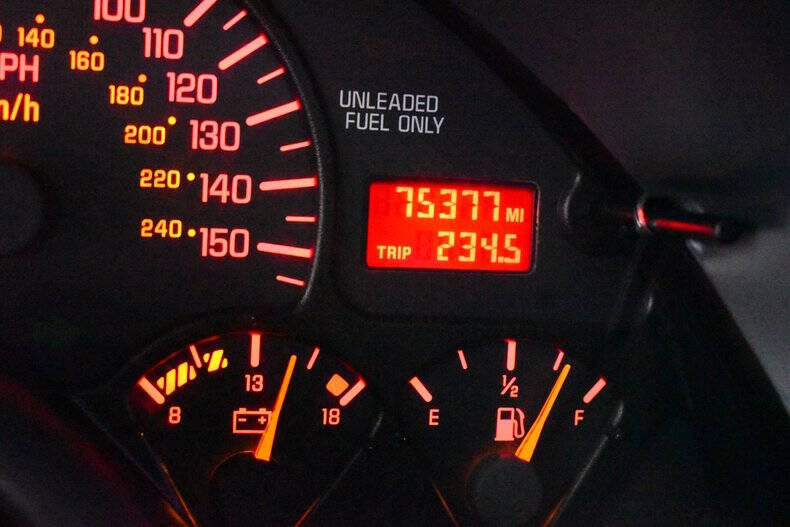 100
140
110
PH
160
120
180
/h
130
200
220 140
240 150
UNLEADED
FUEL ONLY
75377 MI
TRIP 234.5
8 13 18
E 1/2 F